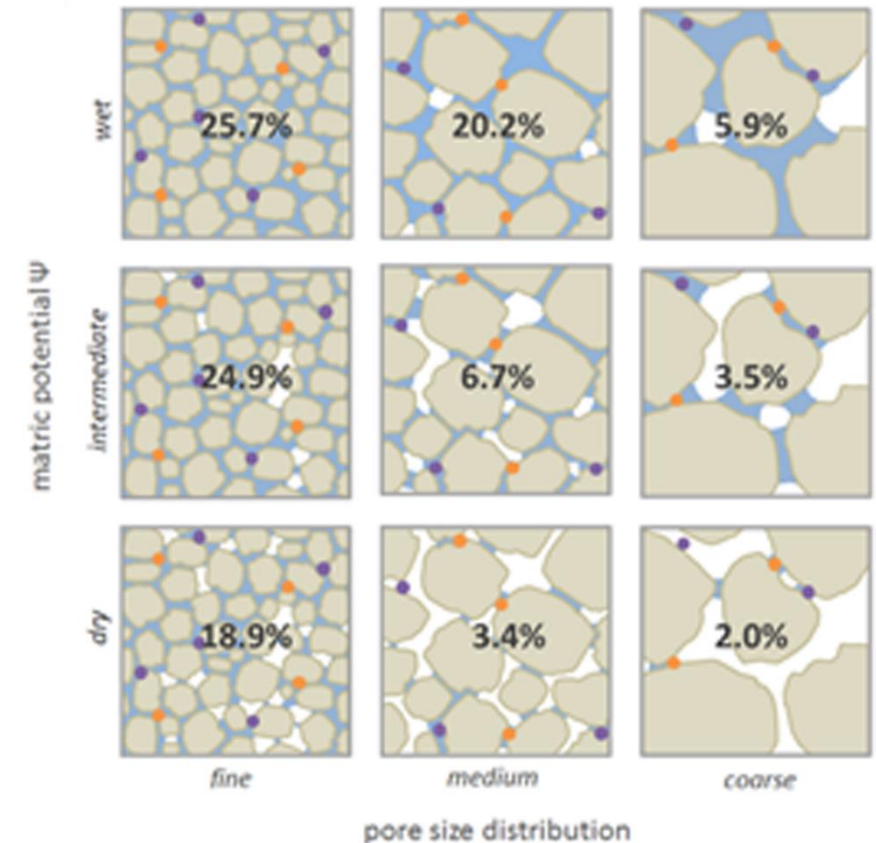 wet
25.7%
20.2%
5.9%
matric potential Ψ
intermediate
24.9%
6.7%
3.5%
dry
18.9%
3.4%
2.0%
fine
medium
coarse
pore size distribution